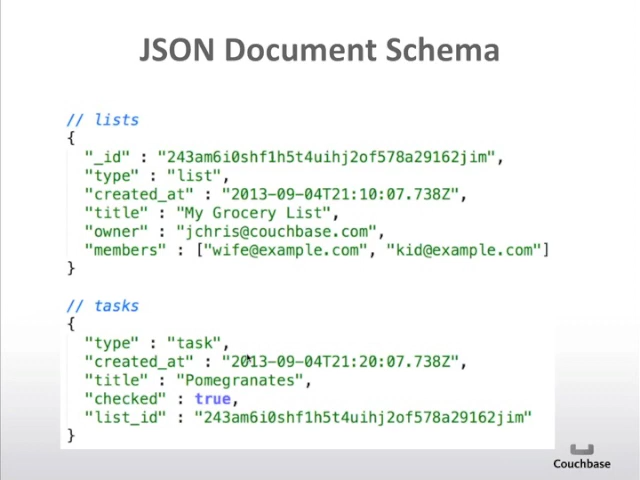 JSON Document Schema
// lists
{
"_id" : "243am6i0shf1h5t4uihj2of578a29162jim",
"type" : "list",
"created_at" : "2013-09-04T21:10:07.738Z",
"title" : "My Grocery List",
"owner" : "jchris@couchbase.com",
"members" : ["wife@example.com", "kid@example.com"]
}
// tasks
{
"type" : "task",
"created_at" : "2013-09-04T21:20:07.738Z",
"title" : "Pomegranates",
"checked" : true,
"list_id" : "243am6i0shf1h5t4uihj2of578a29162jim"
}
Couchbase